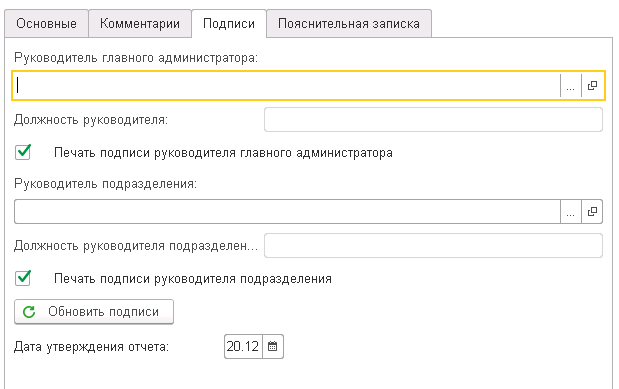 Основные Комментарии Подписи Пояснительная записка
Руководитель главного администратора:
...
Должность руководителя:
Печать подписи руководителя главного администратора
Руководитель подразделения:
...
Должность руководителя подразделен...
Печать подписи руководителя подразделения
Обновить подписи
Дата утверждения отчета: 20.12